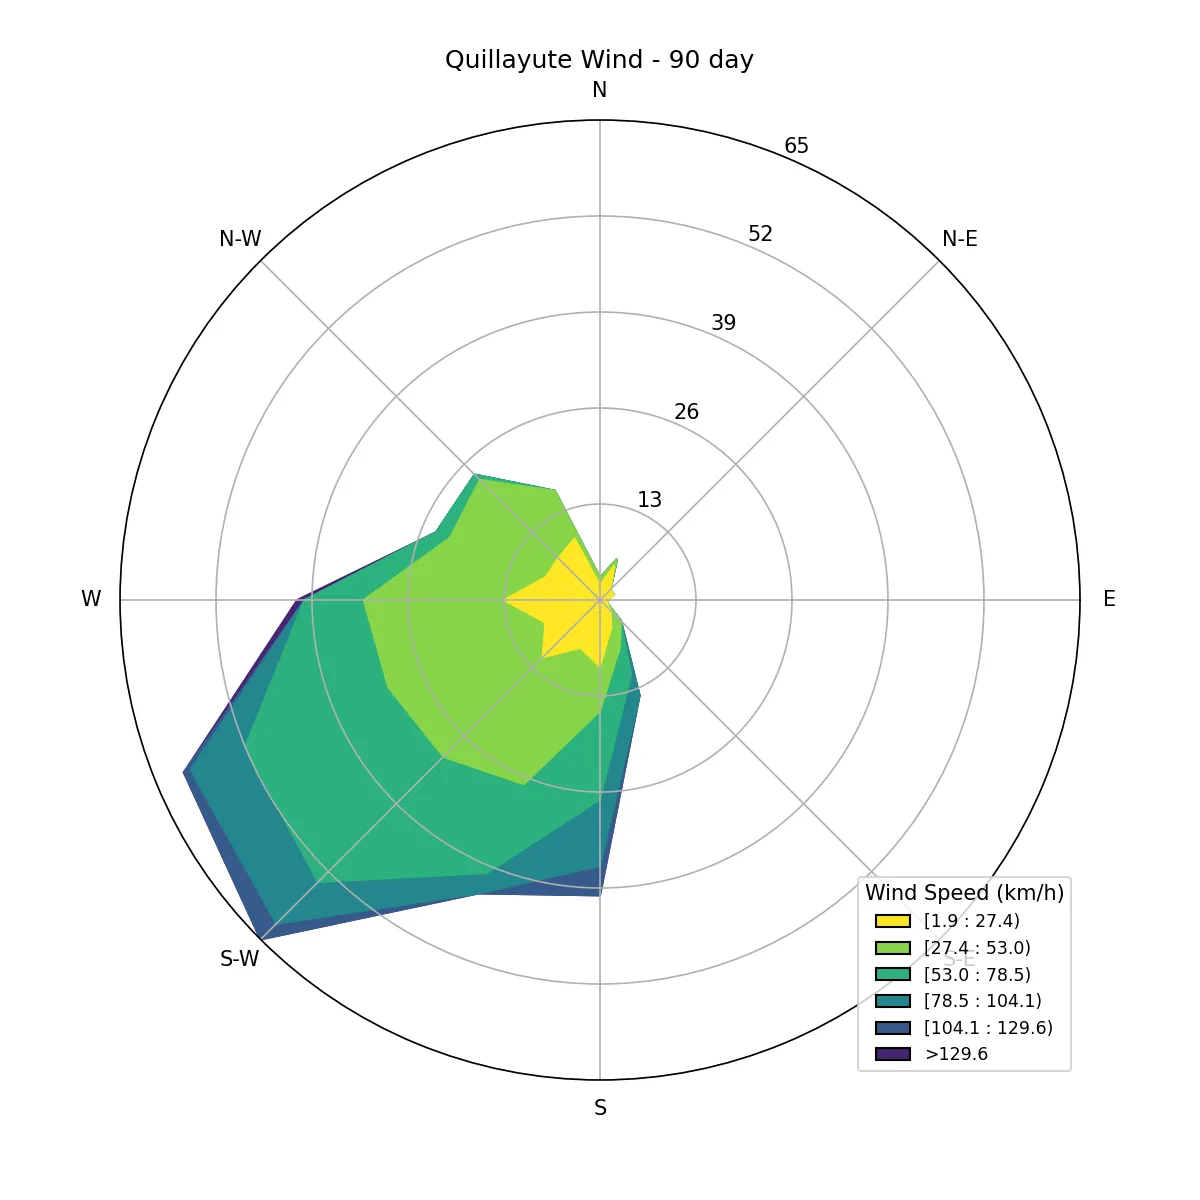 Quillayute Wind - 90 day
N
65
N-W
52
N-E
39
26
13
W
E
S-W
S-E
S
Wind Speed (km/h)
[1.9 : 27.4)
[27.4 : 53.0)
[53.0 : 78.5)
[78.5 : 104.1)
[104.1 : 129.6)
>129.6